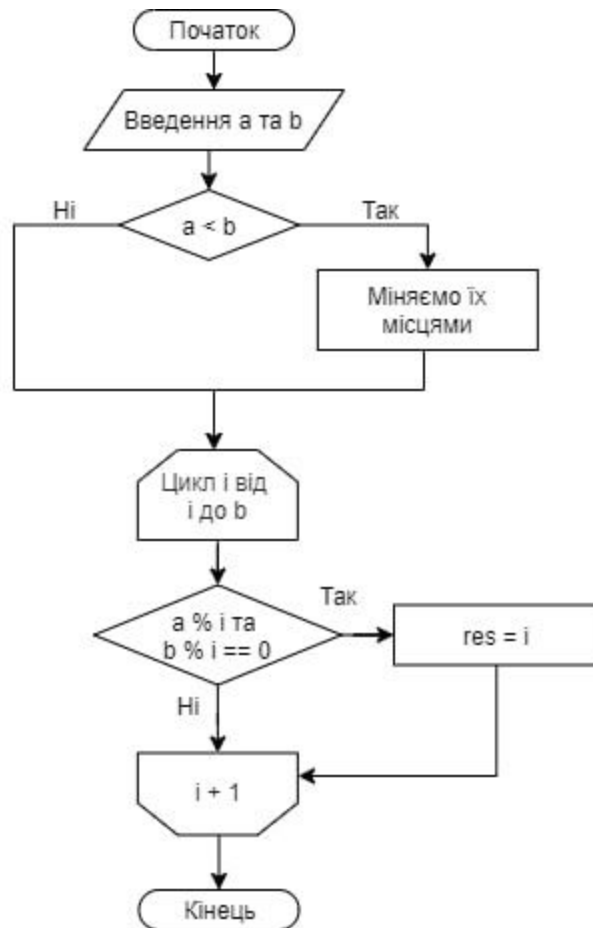 Початок
Введення a та b
Ні
Так
a < b
Міняємо їх
місцями
Цикл і від
і до b
Так
a % i та
b % i == 0
res = i
Ні
i + 1
Кінець